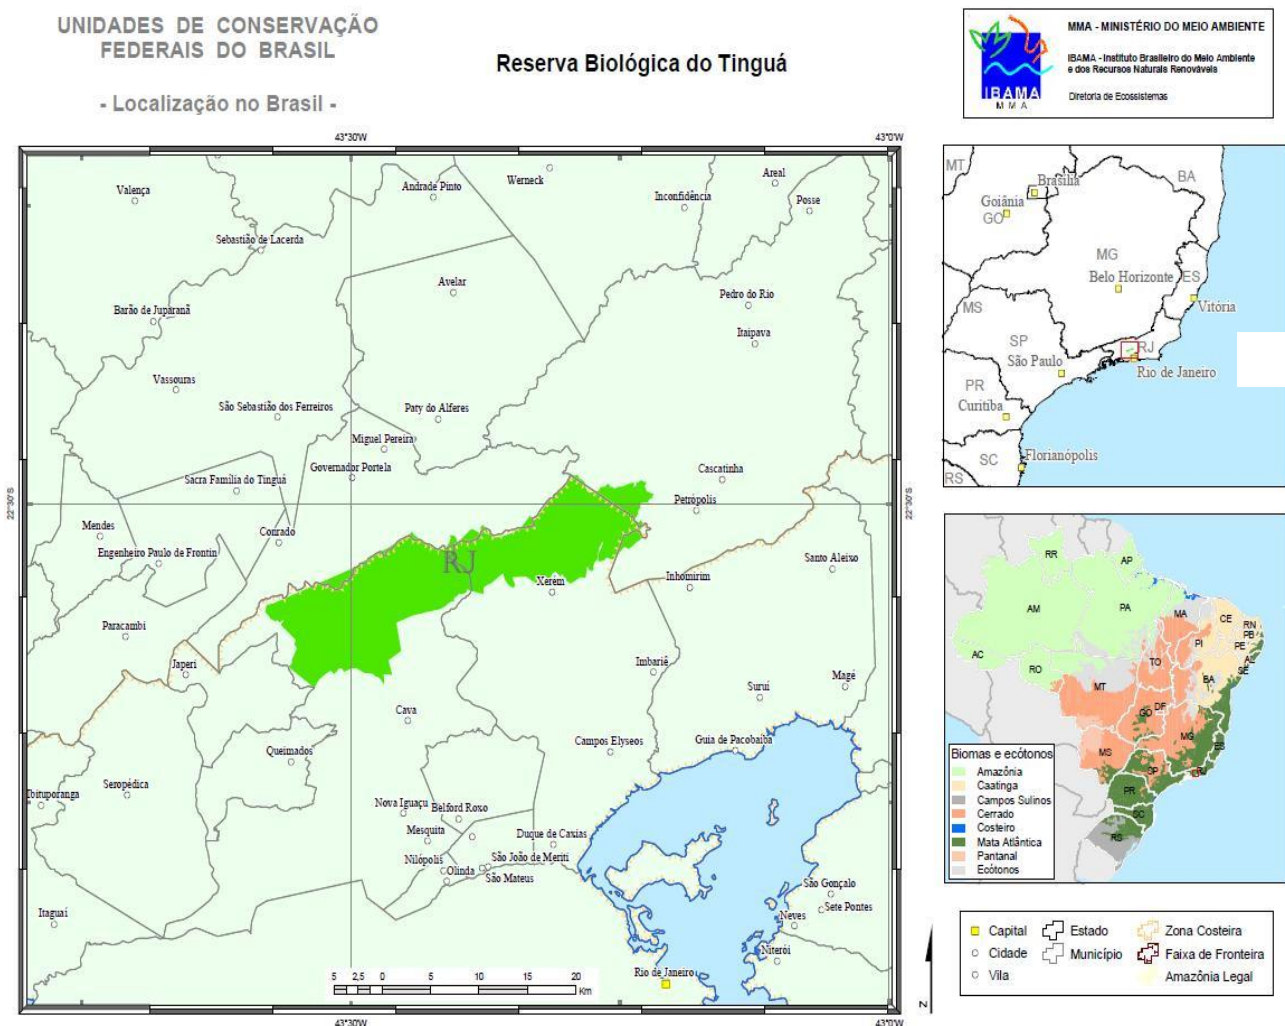 UNIDADES DE CONSERVAÇÃO
FEDERAIS DO BRASIL
- Localização no Brasil -
Reserva Biológica do Tinguá
IBAMA
M M A
MMA - MINISTÉRIO DO MEIO AMBIENTE
IBAMA - Instituto Brasileiro do Meio Ambiente
e dos Recursos Naturais Renováveis
Diretoria de Ecossistemas
43°30'W
43°0'W
Valença
Andrade Pinto
Werneck
Areal
Inconfidência
Posse
Sebastião de Lacerda
Avelar
Pedro do Rio
Barão de Juparanã
Itaipava
Vassouras
São Sebastião dos Ferreiros
Paty do Alferes
Miguel Pereira
Governador Portela
Cascatinha
Sacra Família do Tinguá
Petrópolis
22°30'S
22°30'S
Mendes
Conrado
Engenheiro Paulo de Frontin
RJ
Santo Aleixo
Xerém
Inhomirim
Paracambi
Japeri
Imbariê
Magé
Suruí
Cava
Queimados
Campos Elyseos
Guia de Pacobaíba
Seropédica
Ibituporanga
Nova Iguaçu
Belford Roxo
Mesquita
Duque de Caxias
Nilópolis
São João de Meriti
Olinda
São Mateus
São Gonçalo
Sete Pontes
Itaguaí
Neves
Niterói
Rio de Janeiro
5 2,5 0 5 10 15 20
Km
43°30'W
43°0'W
MT
Brasília
BA
Goiânia
GO
MG
Belo Horizonte
ES
Vitória
MS
SP
São Paulo
RJ
Rio de Janeiro
PR
Curitiba
SC
Florianópolis
RS
RR
AP
AM
PA
MA
CE
RN
PB
PE
AL
SE
PI
AC
RO
TO
BA
MT
DF
GO
MG
ES
MS
SP
RJ
PR
SC
RS
Biomas e ecótonos
Amazônia
Caatinga
Campos Sulinos
Cerrado
Costeiro
Mata Atlântica
Pantanal
Ecótonos
N
Capital
Cidade
Vila
Estado
Município
Zona Costeira
Faixa de Fronteira
Amazônia Legal